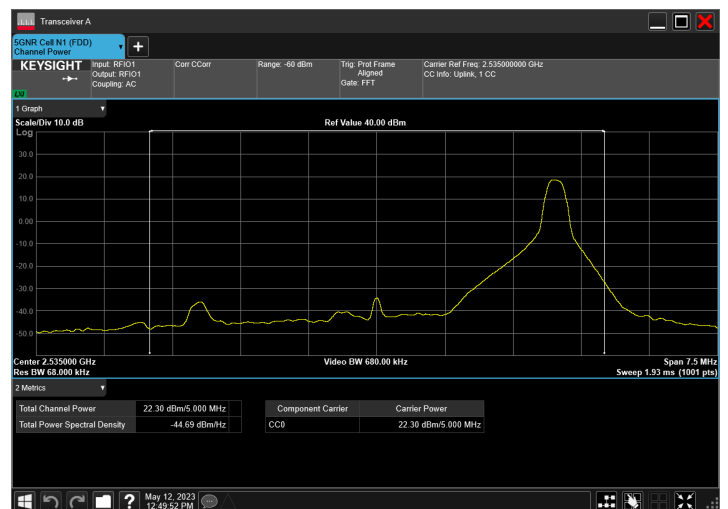 Transceiver A
5GNR Cell N1 (FDD)
Channel Power
KEYSIGHT
LXI
Input: RFIO1
Output: RFIO1
Coupling: AC
Corr CCorr
Range: -60 dBm
Trig: Prot Frame
Aligned
Gate: FFT
Carrier Ref Freq: 2.535000000 GHz
CC Info: Uplink, 1 CC
1 Graph
Scale/Div 10.0 dB
Ref Value 40.00 dBm
Log
30.0
20.0
10.0
0.00
-10.0
-20.0
-30.0
-40.0
-50.0
Center 2.535000 GHz
Video BW 680.00 kHz
Span 7.5 MHz
Res BW 68.000 kHz
Sweep 1.93 ms (1001 pts)
2 Metrics
Total Channel Power 22.30 dBm/5.000 MHz
Total Power Spectral Density -44.69 dBm/Hz
Component Carrier Carrier Power
CC0 22.30 dBm/5.000 MHz
May 12, 2023
12:49:52 PM